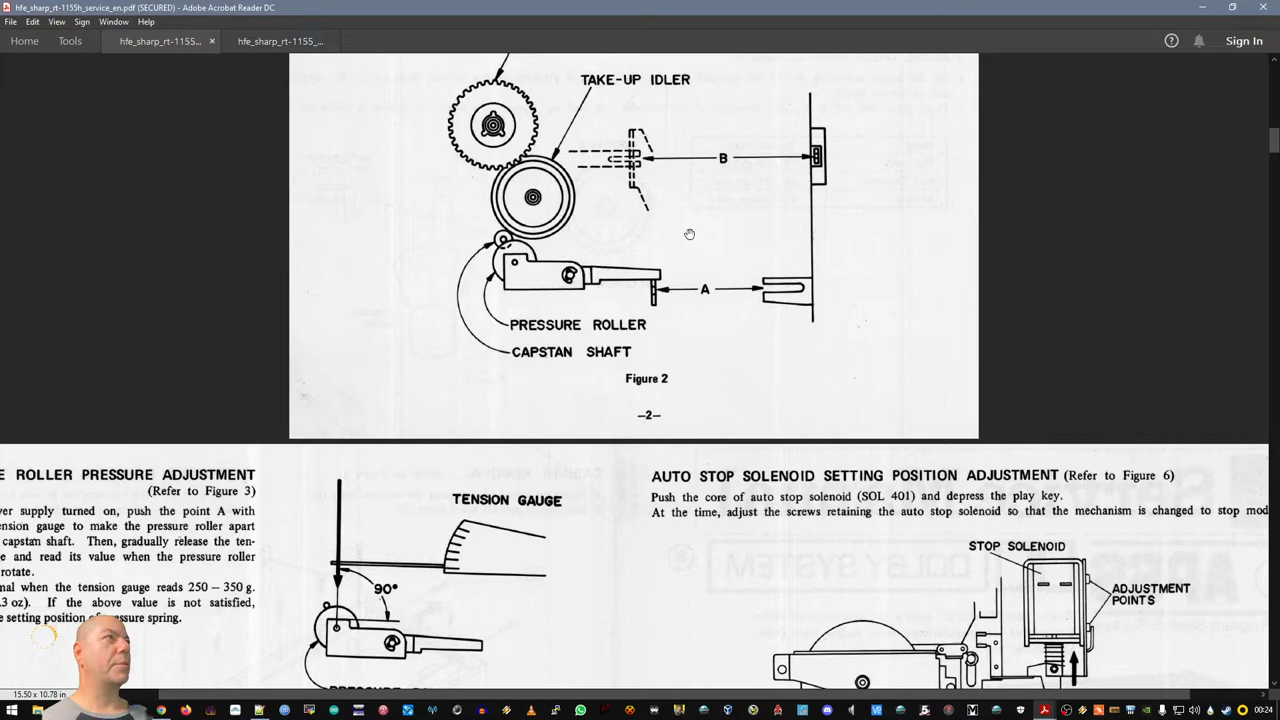 hfe_sharp_rt-1155h_service_en.pdf (SECURED) - Adobe Acrobat Reader DC
File Edit View Sign Window Help
Home Tools hfe_sharp_rt-1155... × hfe_sharp_rt-1155_... Sign In
TAKE-UP IDLER
B
A
PRESSURE ROLLER
CAPSTAN SHAFT
Figure 2
—2—
E ROLLER PRESSURE ADJUSTMENT
(Refer to Figure 3)
ver supply turned on, push the point A with
ension gauge to make the pressure roller apart
capstam shaft. Then, gradually release the ten-
e and read its value when the pressure roller
rotate.
mal when the tension gauge reads 250 – 350 g.
.3 oz). If the above value is not satisfied,
e setting position of pressure spring.
TENSION GAUGE
90°
AUTO STOP SOLENOID SETTING POSITION ADJUSTMENT (Refer to Figure 6)
Push the core of auto stop solenoid (SOL 401) and depress the play key.
At the time, adjust the screws retaining the auto stop solenoid so that the mechanism is changed to stop mod
STOP SOLENOID
ADJUSTMENT
POINTS
15.50 x 10.78 in
00:24